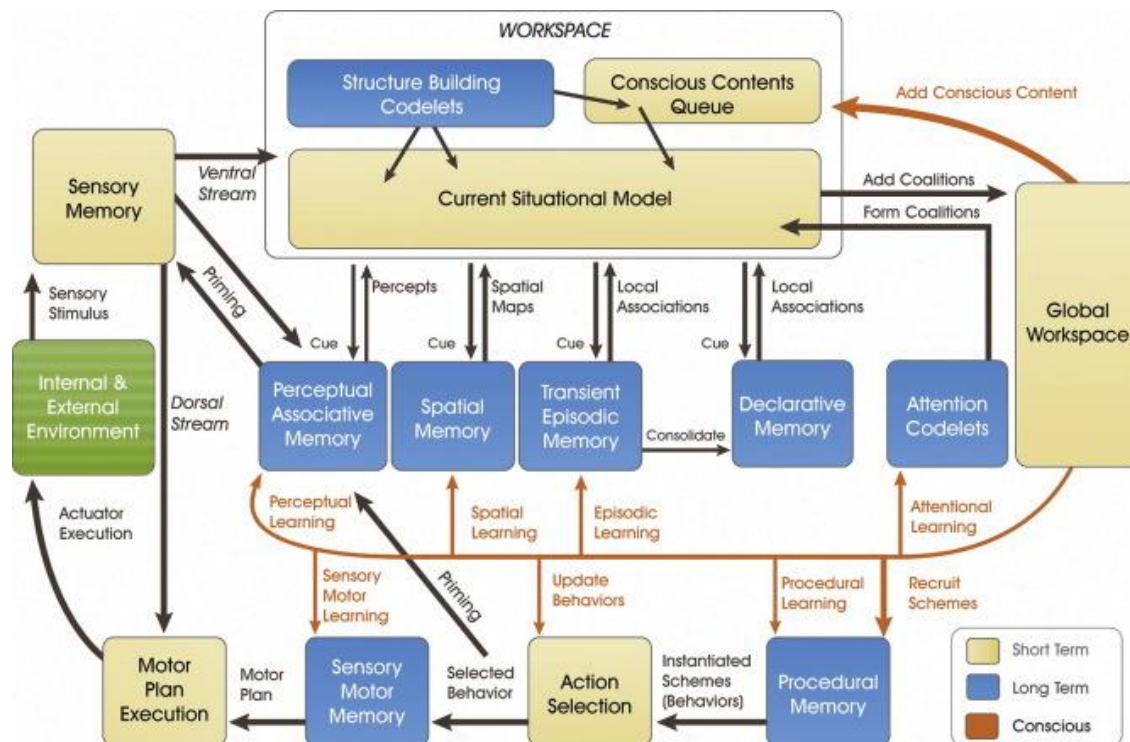 WORKSPACE
Structure Building
Codelets
Conscious Contents
Queue
Add Conscious Content
Sensory
Memory
Ventral
Stream
Current Situational Model
Add Coalitions
Form Coalitions
Priming
Sensory
Stimulus
Percepts
Spatial
Maps
Local
Associations
Local
Associations
Cue
Cue
Cue
Cue
Global
Workspace
Internal &
External
Environment
Dorsal
Stream
Perceptual
Associative
Memory
Spatial
Memory
Transient
Episodic
Memory
Consolidate
Declarative
Memory
Attention
Codelets
Actuator
Execution
Perceptual
Learning
Spatial
Learning
Episodic
Learning
Attentional
Learning
Sensory
Motor
Learning
Priming
Update
Behaviors
Procedural
Learning
Recruit
Schemes
Motor
Plan
Execution
Motor
Plan
Sensory
Motor
Memory
Selected
Behavior
Action
Selection
Instantiated
Schemes
(Behaviors)
Procedural
Memory
Short Term
Long Term
Conscious